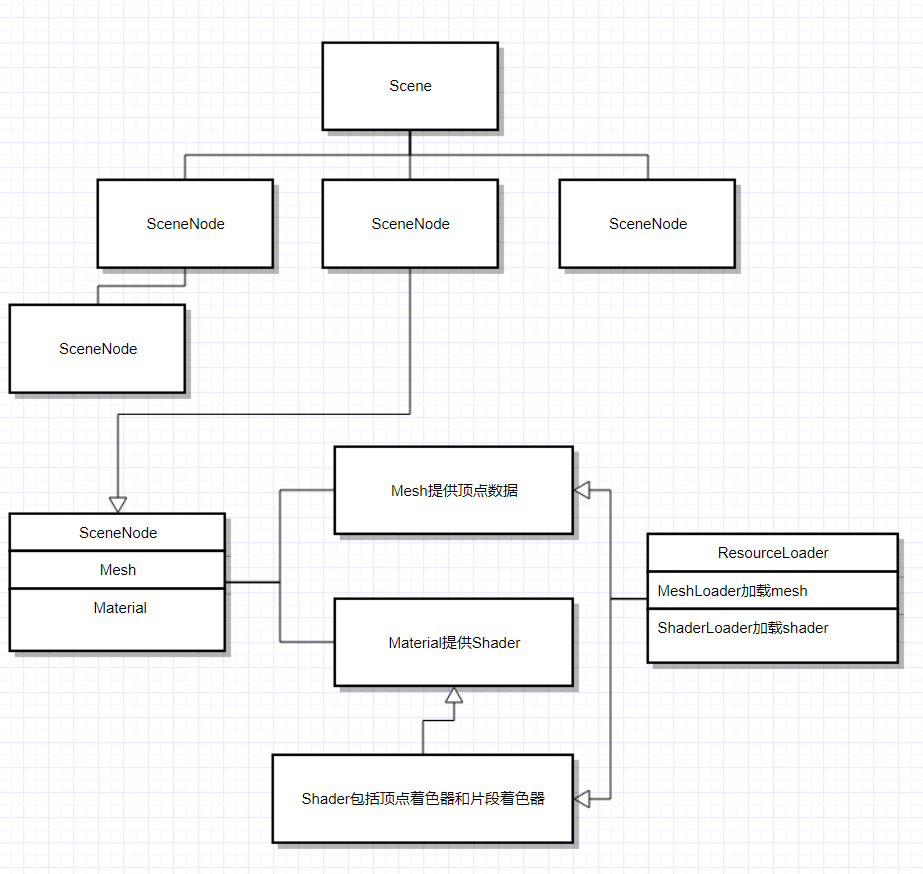 Scene
SceneNode
SceneNode
SceneNode
SceneNode
Mesh提供顶点数据
SceneNode
Mesh
Material
ResourceLoader
MeshLoader加载mesh
ShaderLoader加载shader
Material提供Shader
Shader包括顶点着色器和片段着色器